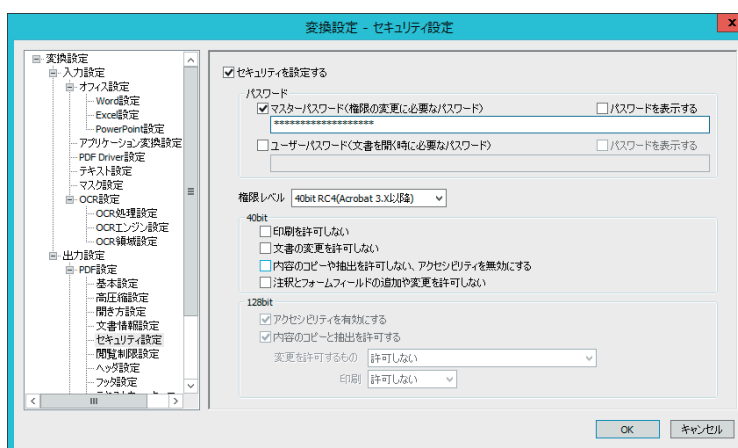 変換設定 - セキュリティ設定
x
変換設定
入力設定
オフィス設定
Word設定
Excel設定
PowerPoint設定
アプリケーション変換設定
PDF Driver設定
テキスト設定
マスク設定
OCR設定
OCR処理設定
OCRエンジン設定
OCR領域設定
出力設定
PDF設定
基本設定
高圧縮設定
開き方設定
文書情報設定
セキュリティ設定
閲覧制限設定
ヘッダ設定
フッタ設定
セキュリティを設定する
パスワード
マスターパスワード(権限の変更に必要なパスワード) パスワードを表示する
*******************
ユーザーパスワード(文書を開く時に必要なパスワード) パスワードを表示する
権限レベル 40bit RC4(Acrobat 3.X以降)
40bit
印刷を許可しない
文書の変更を許可しない
内容のコピーや抽出を許可しない、アクセシビリティを無効にする
注釈とフォームフィールドの追加や変更を許可しない
128bit
アクセシビリティを有効にする
内容のコピーと抽出を許可する
変更を許可するもの 許可しない
印刷 許可しない
OK キャンセル